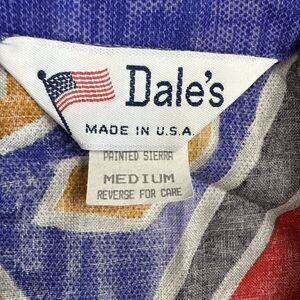 Dale's
MADE IN U.S.A.
PAINTED SIERRA
MEDIUM
REVERSE FOR CARE